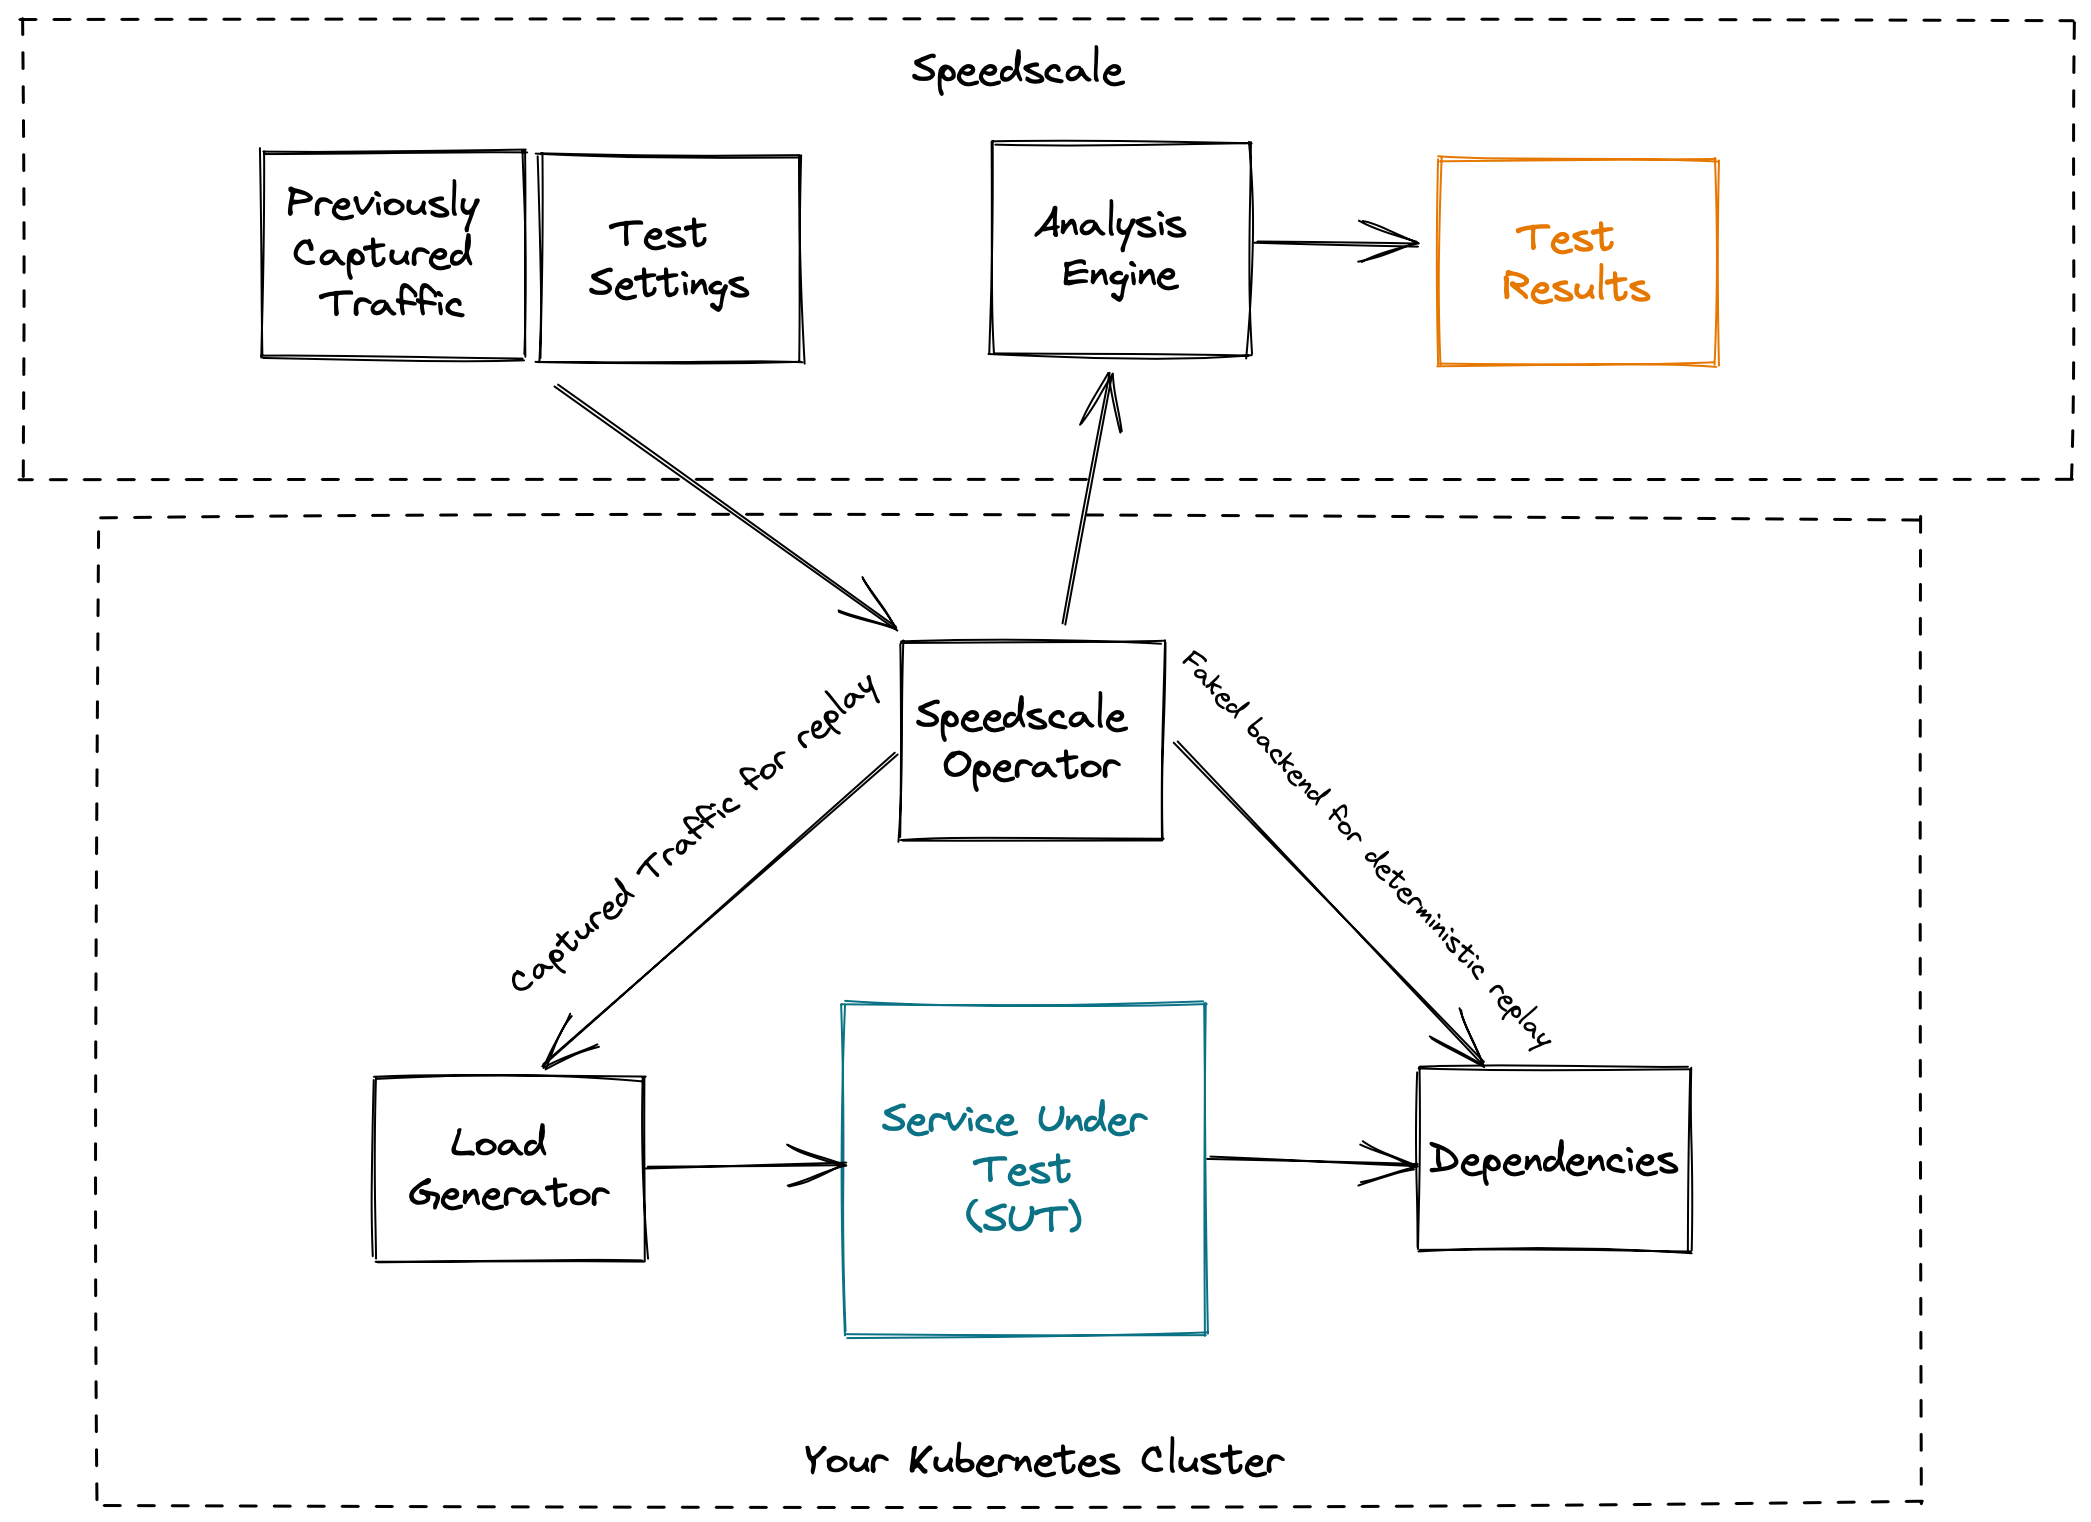 Speedscale
Previously
Captured
Traffic
Test
Settings
Analysis
Engine
Test
Results
Speedscale
Operator
Captured Traffic for replay
Faked backend for deterministic replay
Load
Generator
Service Under
Test
(SUT)
Dependencies
Your Kubernetes Cluster